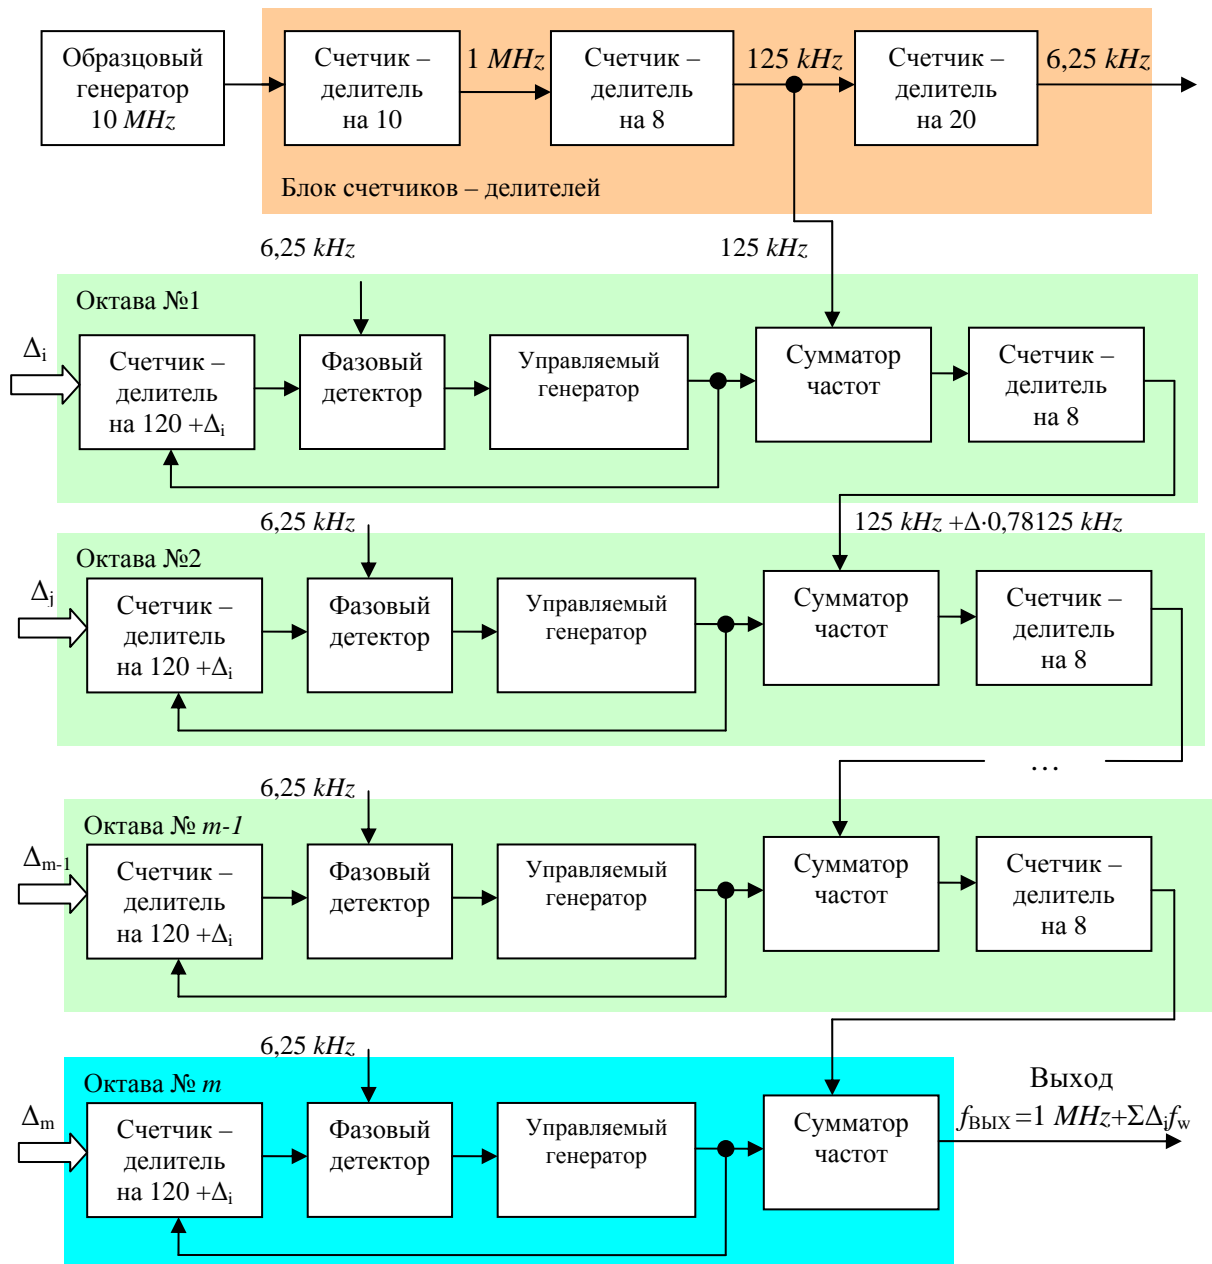 Образцовый
генератор
10 MHz
Счетчик –
делитель
на 10
1 MHz
Счетчик –
делитель
на 8
125 kHz
Счетчик –
делитель
на 20
6,25 kHz
Блок счетчиков – делителей
6,25 kHz
125 kHz
Октава №1
Δi
Счетчик –
делитель
на 120 +Δi
Фазовый
детектор
Управляемый
генератор
Сумматор
частот
Счетчик –
делитель
на 8
6,25 kHz
125 kHz +Δ·0,78125 kHz
Октава №2
Δj
Счетчик –
делитель
на 120 +Δi
Фазовый
детектор
Управляемый
генератор
Сумматор
частот
Счетчик –
делитель
на 8
…
6,25 kHz
Октава № m-1
Δm-1
Счетчик –
делитель
на 120 +Δi
Фазовый
детектор
Управляемый
генератор
Сумматор
частот
Счетчик –
делитель
на 8
6,25 kHz
Октава № m
Δm
Счетчик –
делитель
на 120 +Δi
Фазовый
детектор
Управляемый
генератор
Сумматор
частот
Выход
fВЫХ=1 MHz+ΣΔifw